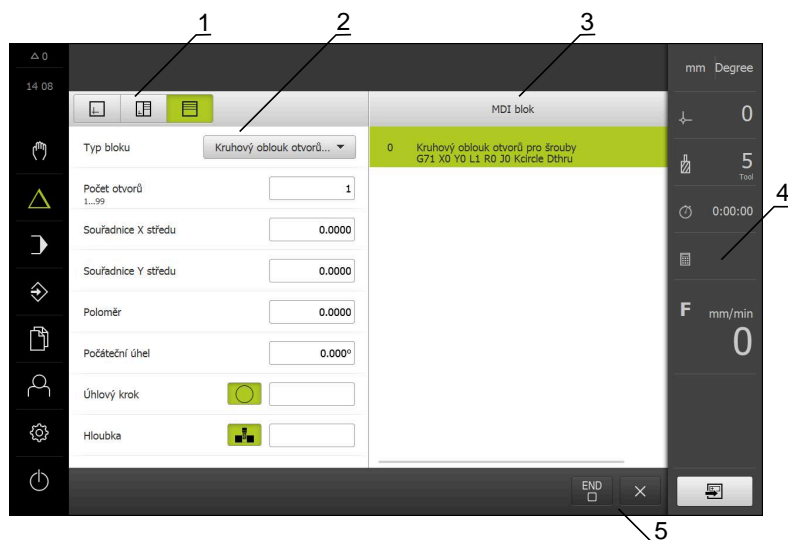 1 2 3
0
14 08
mm Degree
MDI blok
0
Typ bloku Kruhový oblouk otvorů...
0 Kruhový oblouk otvorů pro šrouby
G71 X0 Y0 L1 R0 J0 Kcircle Dthru
5
Tool
Počet otvorů 1
1...99
4
Souřadnice X středu 0.0000
0:00:00
Souřadnice Y středu 0.0000
Poloměr 0.0000
F mm/min
0
Počáteční úhel 0.000°
Úhlový krok
Hloubka
END
5